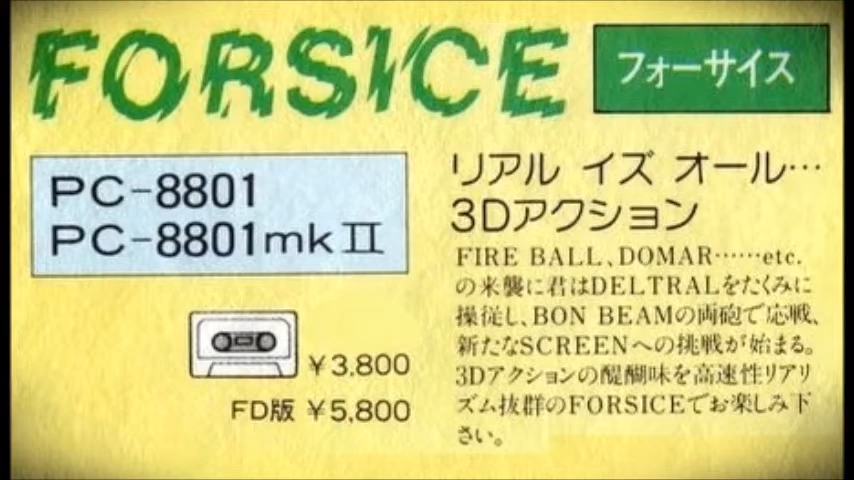 FORSICE
フォーサイス
PC-8801
PC-8801mkⅡ
¥3,800
FD版 ¥5,800
リアル イズ オール…
3Dアクション
FIRE BALL、DOMAR……etc.
の来襲に君はDELTRALをたくみに
操従し、BON BEAMの両砲で応戦、
新たなSCREENへの挑戦が始まる。
3Dアクションの醍醐味を高速性リアリ
ズム抜群のFORSICEでお楽しみ下
さい。